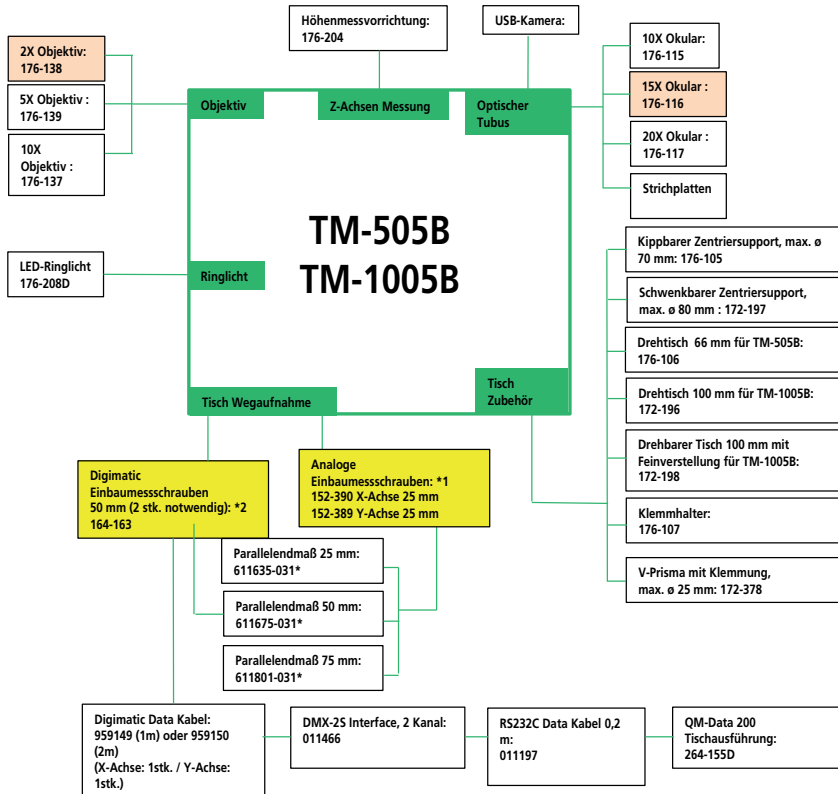 Höhenmessvorrichtung:
176-204
USB-Kamera:
2X Objektiv:
176-138
5X Objektiv :
176-139
10X
Objektiv :
176-137
Objektiv
Z-Achsen Messung
Optischer
Tubus
10X Okular:
176-115
15X Okular :
176-116
20X Okular :
176-117
Strichplatten
TM-505B
TM-1005B
LED-Ringlicht
176-208D
Ringlicht
Kippbarer Zentriersupport, max. ø
70 mm: 176-105
Schwenkbarer Zentriersupport,
max. ø 80 mm : 172-197
Drehtisch 66 mm für TM-505B:
176-106
Drehtisch 100 mm für TM-1005B:
172-196
Drehbarer Tisch 100 mm mit
Feinverstellung für TM-1005B:
172-198
Klemmhalter:
176-107
V-Prisma mit Klemmung,
max. ø 25 mm: 172-378
Tisch Wegaufnahme
Tisch
Zubehör
Digimatic
Einbaumessschrauben
50 mm (2 stk. notwendig): *2
164-163
Analoge
Einbaumessschrauben: *1
152-390 X-Achse 25 mm
152-389 Y-Achse 25 mm
Parallelendmaß 25 mm:
611635-031*
Parallelendmaß 50 mm:
611675-031*
Parallelendmaß 75 mm:
611801-031*
Digimatic Data Kabel:
959149 (1m) oder 959150
(2m)
(X-Achse: 1stk. / Y-Achse:
1stk.)
DMX-2S Interface, 2 Kanal:
011466
RS232C Data Kabel 0,2
m:
011197
QM-Data 200
Tischausführung:
264-155D